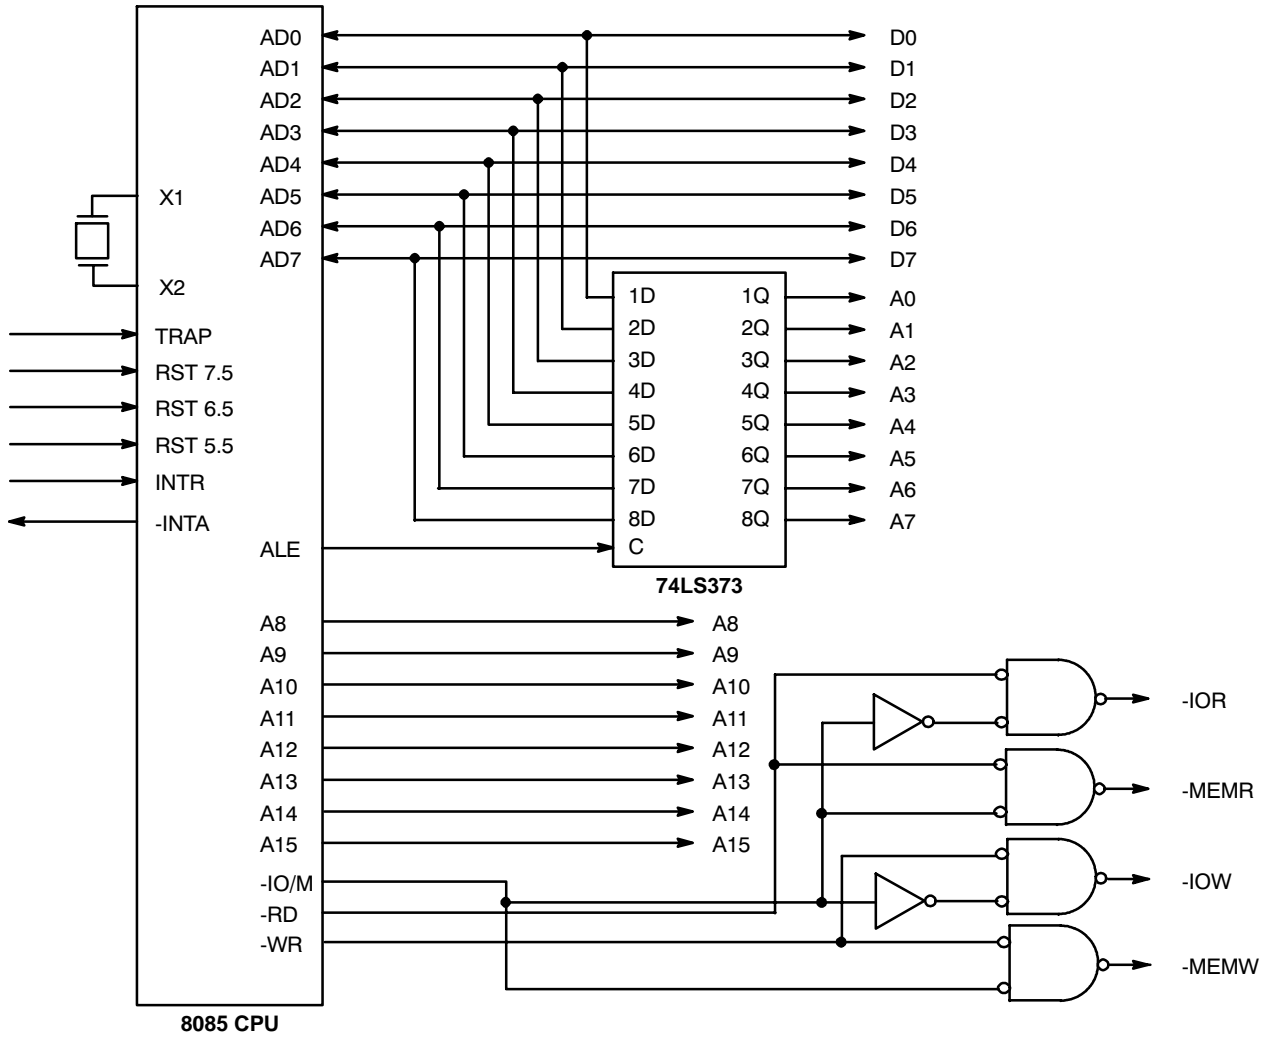 AD0 D0
AD1 D1
AD2 D2
AD3 D3
AD4 D4
X1 AD5 D5
AD6 D6
AD7 D7
X2 1D 1Q A0
TRAP 2D 2Q A1
RST 7.5 3D 3Q A2
RST 6.5 4D 4Q A3
RST 5.5 5D 5Q A4
6D 6Q A5
INTR 7D 7Q A6
-INTA 8D 8Q A7
ALE C
74LS373
A8 A8
A9 A9
A10 A10
A11 A11 -IOR
A12 A12
A13 A13 -MEMR
A14 A14
A15 A15
-IO/M -IOW
-RD
-WR
-MEMW
8085 CPU